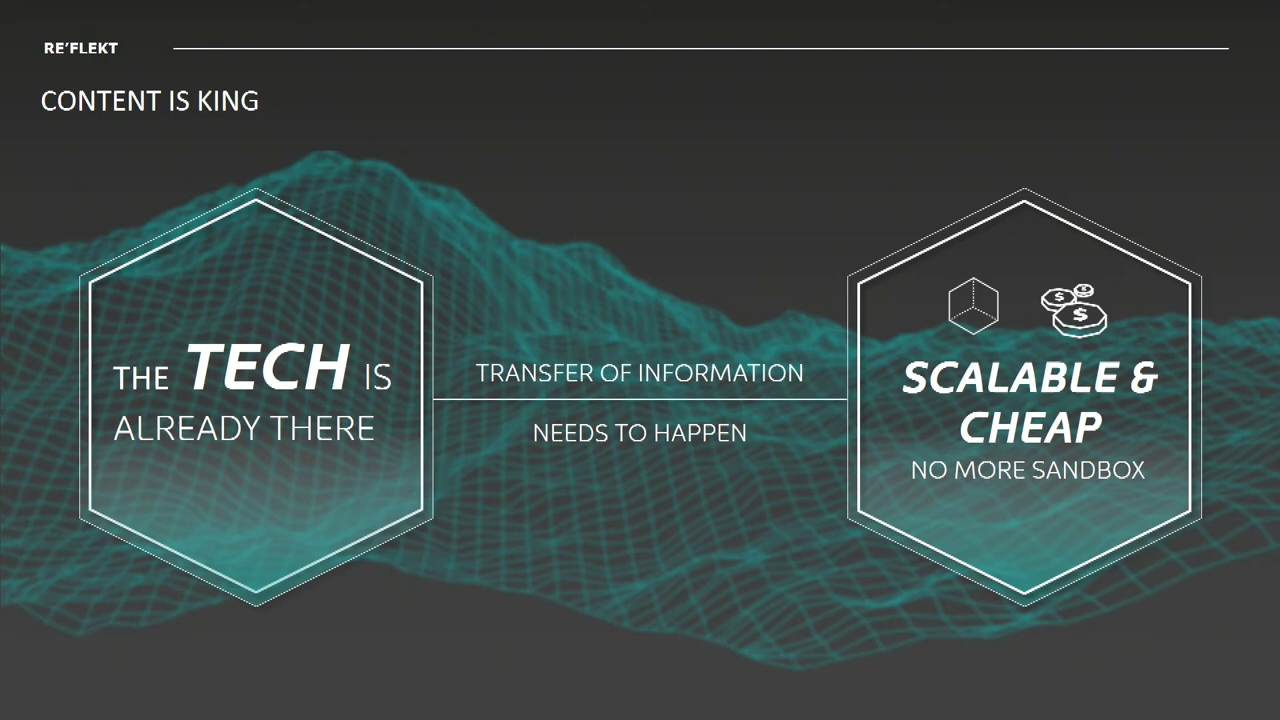 RE'FLEKT
CONTENT IS KING
THE TECH IS
ALREADY THERE
TRANSFER OF INFORMATION
NEEDS TO HAPPEN
$ $
SCALABLE &
CHEAP
NO MORE SANDBOX